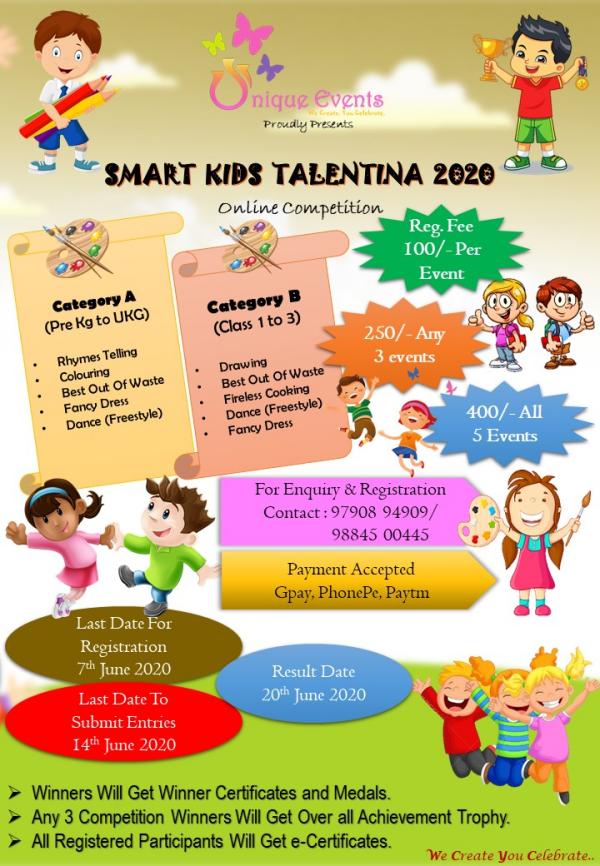 Unique Events
We Create, You Celebrate.
Proudly Presents
SMART KIDS TALENTINA 2020
Online Competition
Category A
(Pre Kg to UKG)
• Rhymes Telling
• Colouring
• Best Out Of Waste
• Fancy Dress
• Dance (Freestyle)
Category B
(Class 1 to 3)
• Drawing
• Best Out Of Waste
• Fireless Cooking
• Dance (Freestyle)
• Fancy Dress
Reg. Fee
100/- Per
Event
250/- Any
3 events
400/- All
5 Events
For Enquiry & Registration
Contact : 97908 94909/
98845 00445
Payment Accepted
Gpay, PhonePe, Paytm
Last Date For
Registration
7th June 2020
Result Date
20th June 2020
Last Date To
Submit Entries
14th June 2020
➢ Winners Will Get Winner Certificates and Medals.
➢ Any 3 Competition Winners Will Get Over all Achievement Trophy.
➢ All Registered Participants Will Get e-Certificates.
We Create You Celebrate..